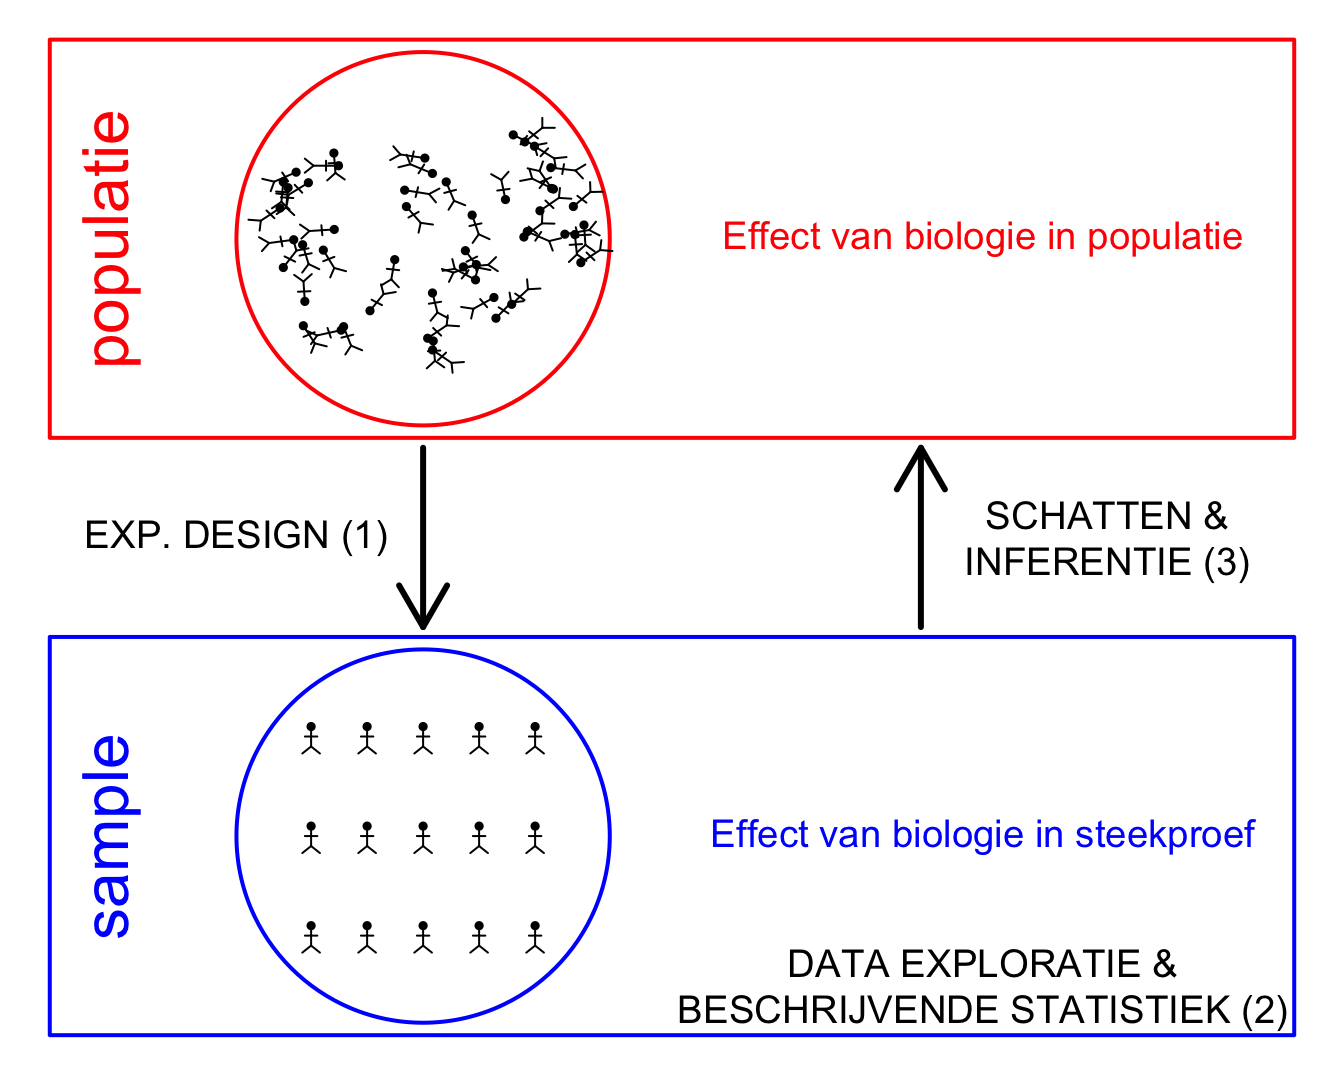 populatie
Effect van biologie in populatie
EXP. DESIGN (1)
SCHATTEN &
INFERENTIE (3)
sample
Effect van biologie in steekproef
DATA EXPLORATIE &
BESCHRIJVENDE STATISTIEK (2)